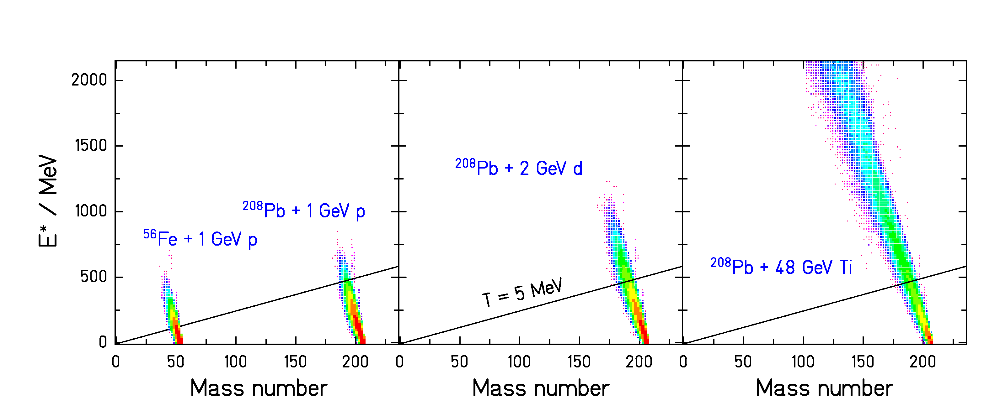 E* / MeV
2000
1500
1000
500
0
⁵⁶Fe + 1 GeV p
²⁰⁸Pb + 1 GeV p
²⁰⁸Pb + 2 GeV d
T = 5 MeV
²⁰⁸Pb + 48 GeV Ti
0 50 100 150 200 0 50 100 150 200 0 50 100 150 200
Mass number Mass number Mass number